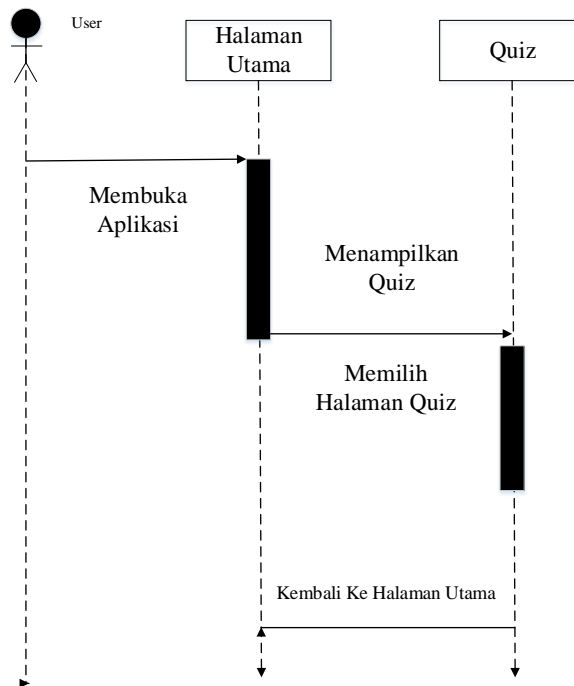 User
Halaman
Utama
Quiz
Membuka
Aplikasi
Menampilkan
Quiz
Memilih
Halaman Quiz
Kembali Ke Halaman Utama